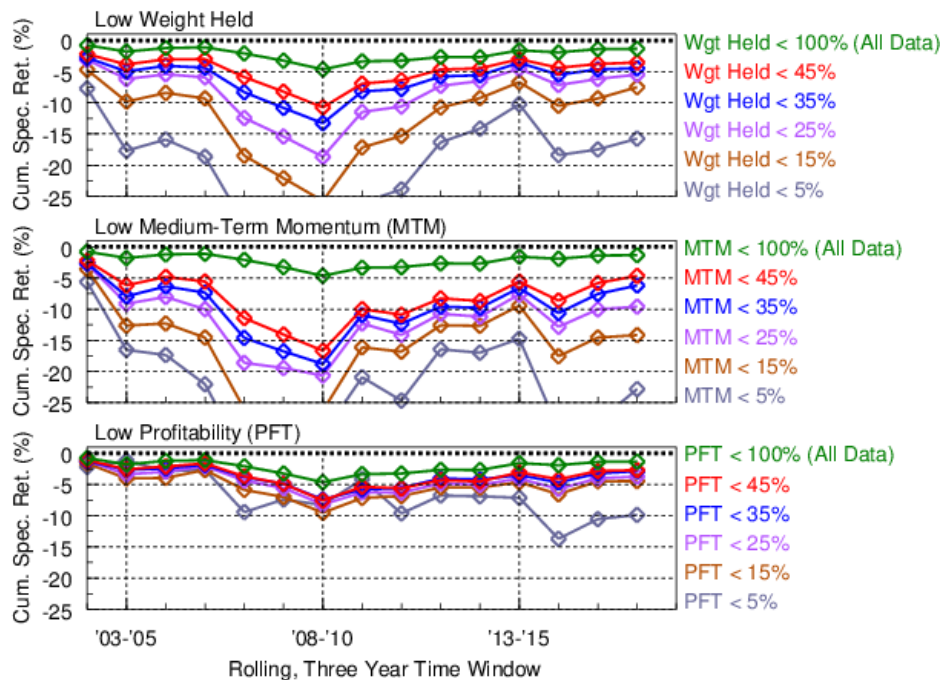 Low Weight Held
Cum. Spec. Ret. (%)
0
-5
-10
-15
-20
-25
Wgt Held < 100% (All Data)
Wgt Held < 45%
Wgt Held < 35%
Wgt Held < 25%
Wgt Held < 15%
Wgt Held < 5%
Low Medium-Term Momentum (MTM)
Cum. Spec. Ret. (%)
0
-5
-10
-15
-20
-25
MTM < 100% (All Data)
MTM < 45%
MTM < 35%
MTM < 25%
MTM < 15%
MTM < 5%
Low Profitability (PFT)
Cum. Spec. Ret. (%)
0
-5
-10
-15
-20
-25
PFT < 100% (All Data)
PFT < 45%
PFT < 35%
PFT < 25%
PFT < 15%
PFT < 5%
'03-'05 '08-'10 '13-'15
Rolling, Three Year Time Window